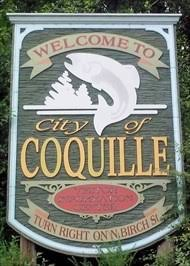 WELCOME TO
City of
COQUILLE
TURN RIGHT ON N. BIRCH ST.